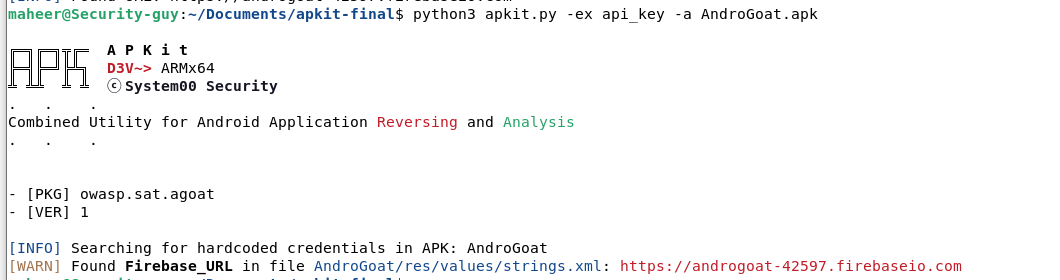 maheer@Security-guy:~/Documents/apkit-final$ python3 apkit.py -ex api_key -a AndroGoat.apk
A P K i t
D3V~> ARMx64
ⓒ System00 Security
. . .
Combined Utility for Android Application Reversing and Analysis
. . .
- [PKG] owasp.sat.agoat
- [VER] 1
[INFO] Searching for hardcoded credentials in APK: AndroGoat
[WARN] Found Firebase_URL in file AndroGoat/res/values/strings.xml: https://androgoat-42597.firebaseio.com